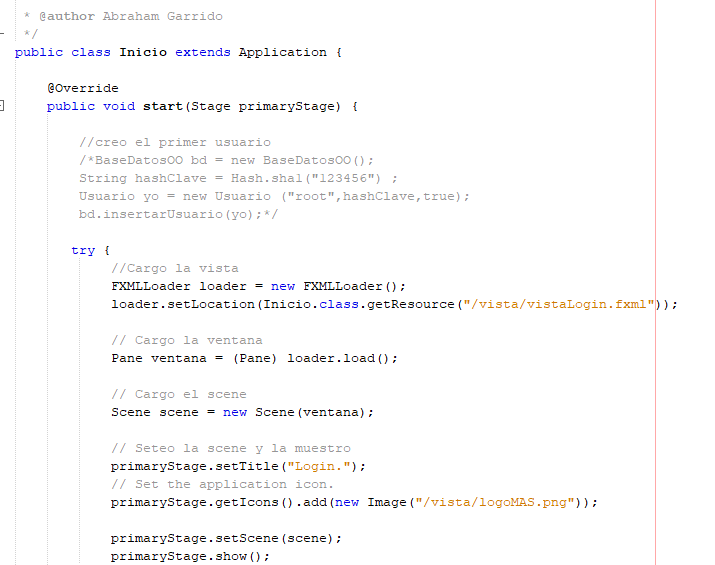 * @author Abraham Garrido
*/
public class Inicio extends Application {
@Override
public void start(Stage primaryStage) {
//creo el primer usuario
/*BaseDatosOO bd = new BaseDatosOO();
String hashClave = Hash.sha1("123456") ;
Usuario yo = new Usuario ("root",hashClave,true);
bd.insertarUsuario(yo);*/
try {
//Cargo la vista
FXMLLoader loader = new FXMLLoader();
loader.setLocation(Inicio.class.getResource("/vista/vistaLogin.fxml"));
// Cargo la ventana
Pane ventana = (Pane) loader.load();
// Cargo el scene
Scene scene = new Scene(ventana);
// Seteo la scene y la muestro
primaryStage.setTitle("Login.");
// Set the application icon.
primaryStage.getIcons().add(new Image("/vista/logoMAS.png"));
primaryStage.setScene(scene);
primaryStage.show();